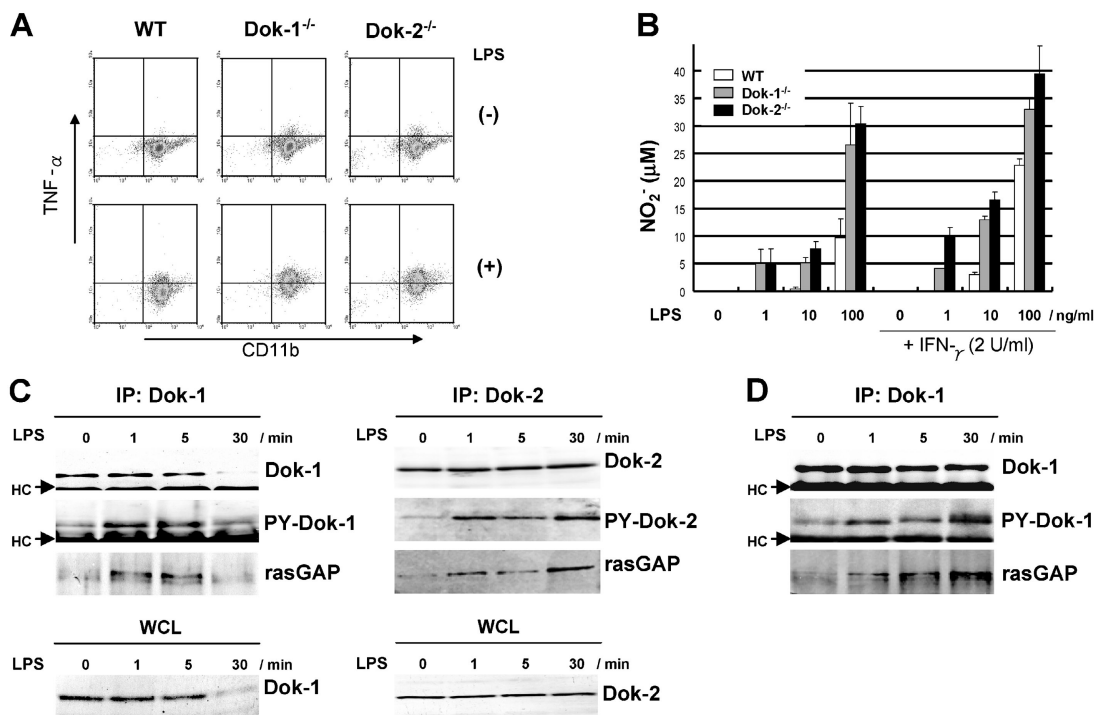 A
WT Dok-1-/- Dok-2-/- LPS
(-)
(+)
TNF-α
CD11b
B
WT
Dok-1-/-
Dok-2-/-
NO2- (μM)
40
35
30
25
20
15
10
5
0
LPS 0 1 10 100 0 1 10 100 / ng/ml
+ IFN-γ (2 U/ml)
C
IP: Dok-1
LPS 0 1 5 30 / min
Dok-1
HC
PY-Dok-1
HC
rasGAP
WCL
LPS 0 1 5 30 / min
Dok-1
IP: Dok-2
LPS 0 1 5 30 / min
Dok-2
PY-Dok-2
rasGAP
WCL
LPS 0 1 5 30 / min
Dok-2
D
IP: Dok-1
LPS 0 1 5 30 / min
Dok-1
HC
PY-Dok-1
HC
rasGAP